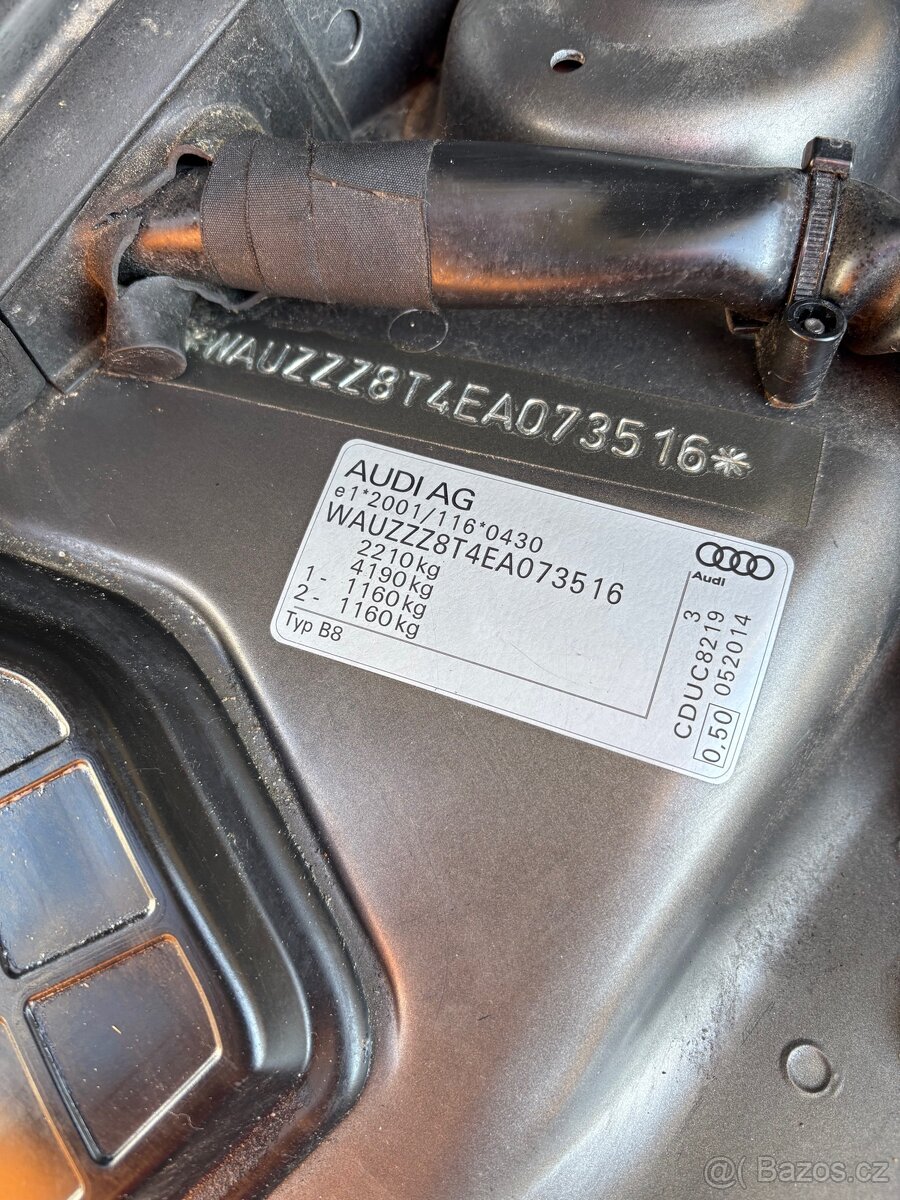 *WAUZZZ8T4EA073516*
AUDI AG
e1*2001/116*0430
WAUZZZ8T4EA073516
2210kg
4190kg
1- 1160kg
2- 1160kg
Typ B8
Audi
3
CDUC8219
0,50 052014
@( Bazos.cz